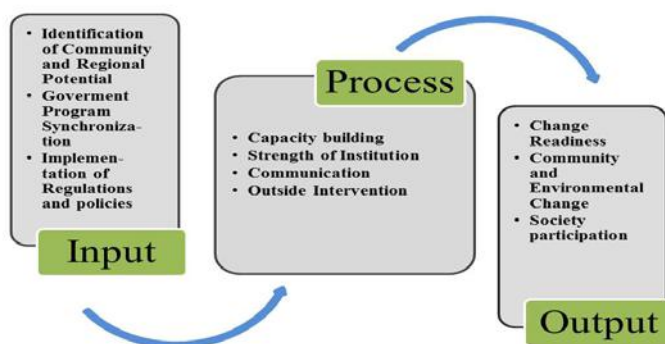 • Identification
of Community
and Regional
Potential
• Goverment
Program
Synchroniza-
tion
• Implemen-
tation of
Regulations
and policies
Input
Process
• Capacity building
• Strength of Institution
• Communication
• Outside Intervention
• Change
Readiness
• Community
and
Environmental
Change
• Society
participation
Output